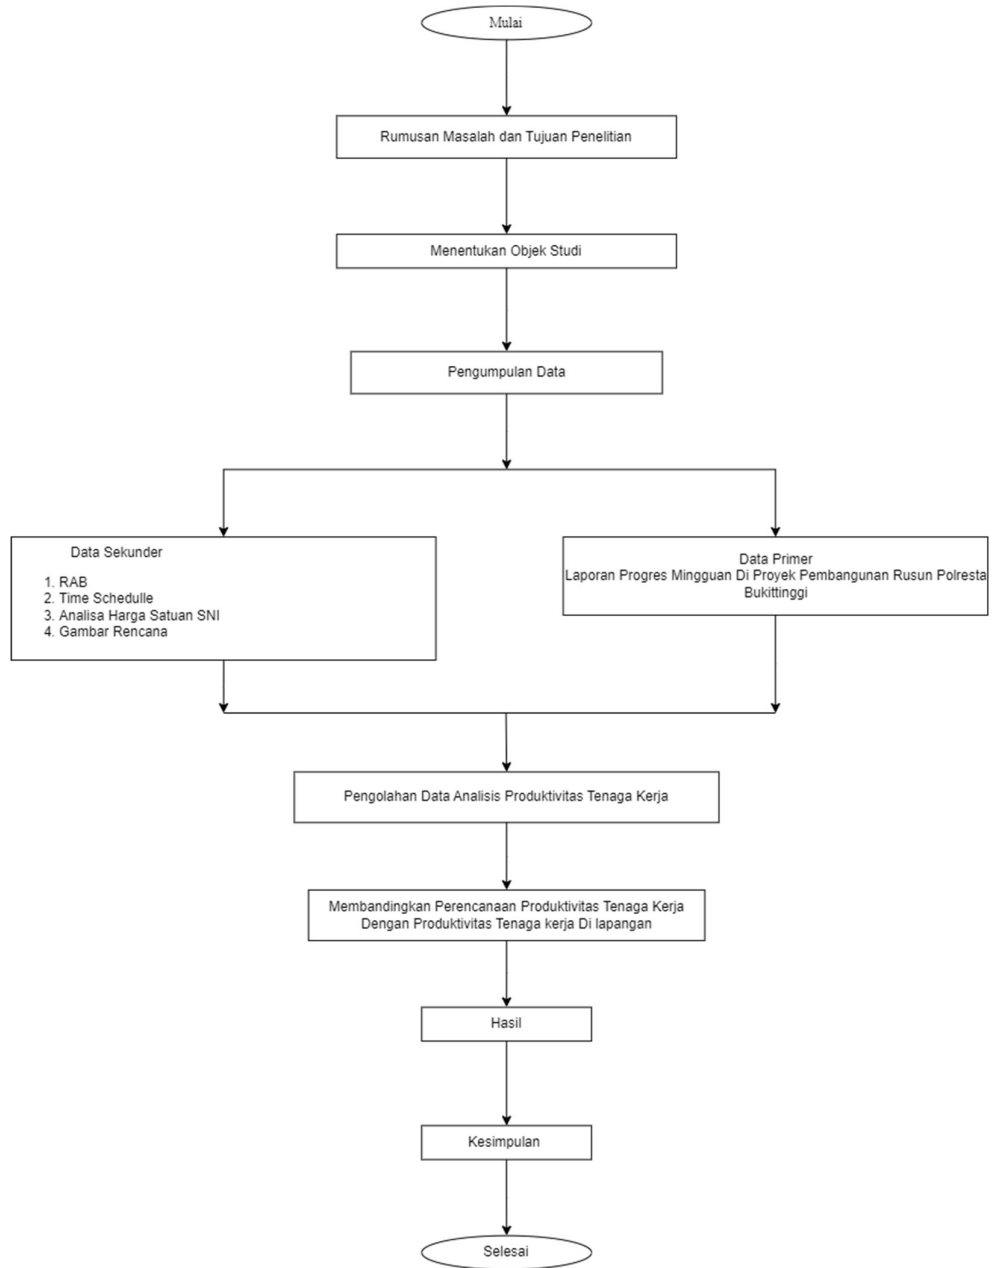 Mulai
Rumusan Masalah dan Tujuan Penelitian
Menentukan Objek Studi
Pengumpulan Data
Data Sekunder
1. RAB
2. Time Schedulle
3. Analisa Harga Satuan SNI
4. Gambar Rencana
Data Primer
Laporan Progres Mingguan Di Proyek Pembangunan Rusun Polresta
Bukittinggi
Pengolahan Data Analisis Produktivitas Tenaga Kerja
Membandingkan Perencanaan Produktivitas Tenaga Kerja
Dengan Produktivitas Tenaga kerja Di lapangan
Hasil
Kesimpulan
Selesai